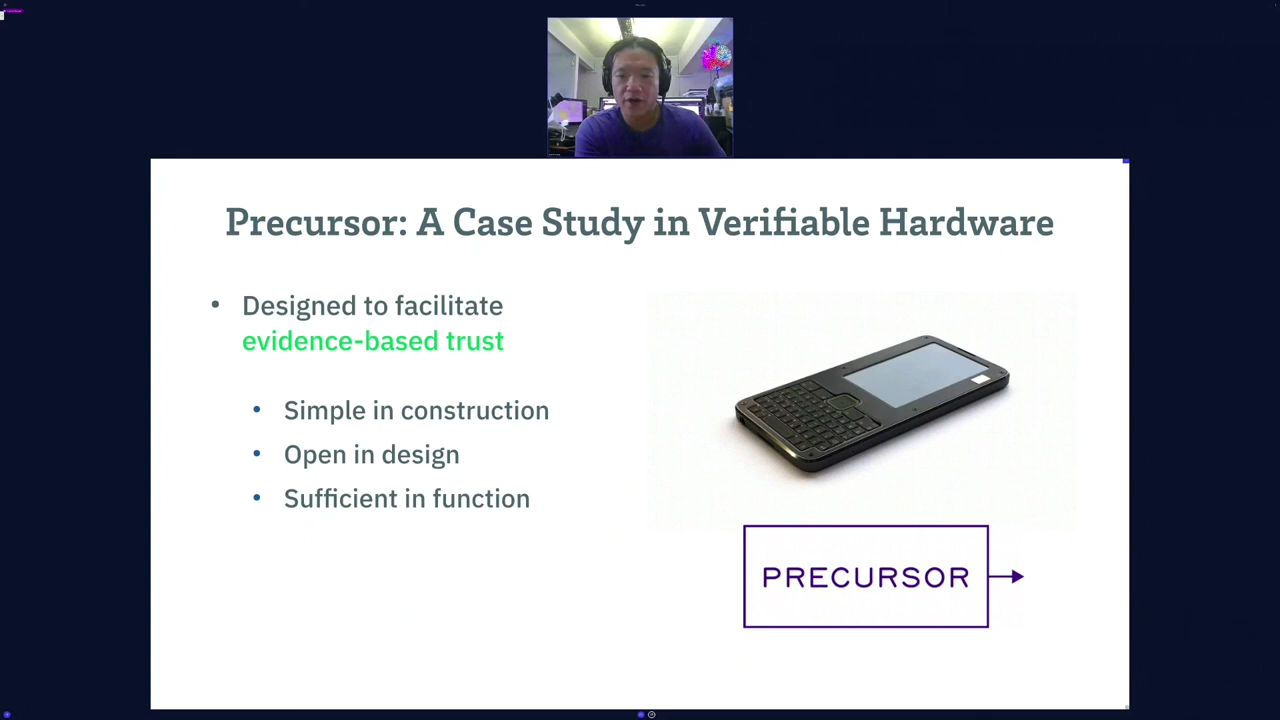 Precursor: A Case Study in Verifiable Hardware
• Designed to facilitate
evidence-based trust
• Simple in construction
• Open in design
• Sufficient in function
PRECURSOR